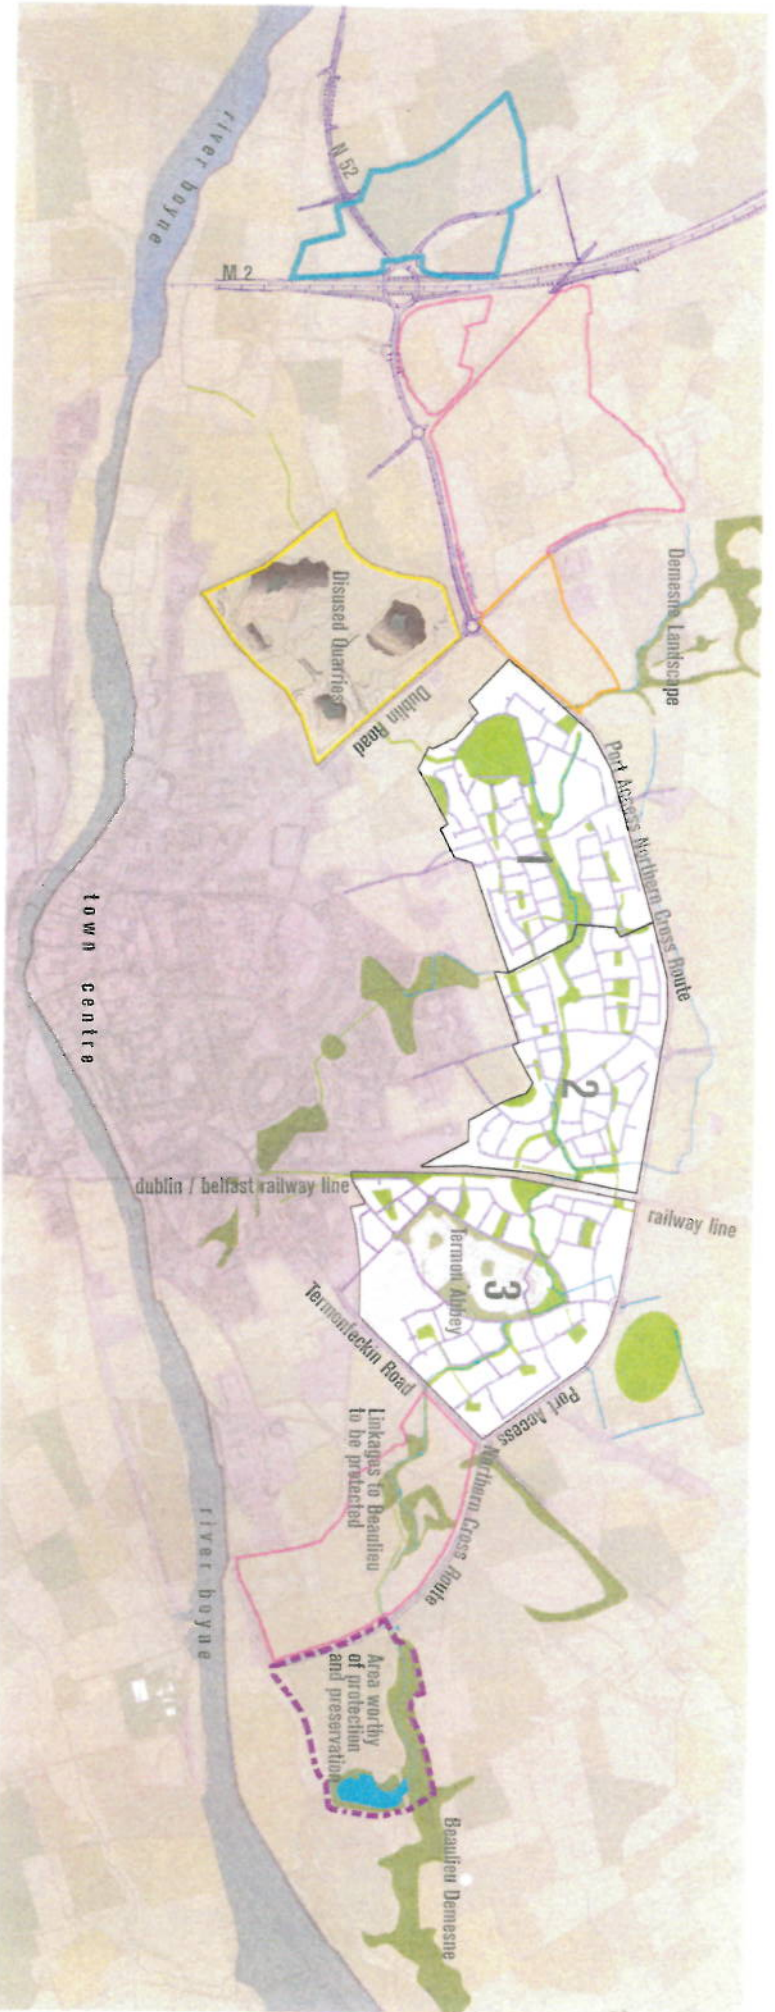 river boyne
N 52
M 2
Demesne Landscape
Disused Quarries
Dublin Road
Port Access Northern Cross Route
1
town centre
2
dublin / belfast railway line
railway line
Termon Abbey
3
Termonfeckin Road
Port Access Northern Cross Route
Linkages to Beaulieu
to be protected
river boyne
Area worthy
of protection
and preservation
Beaulieu Demesne